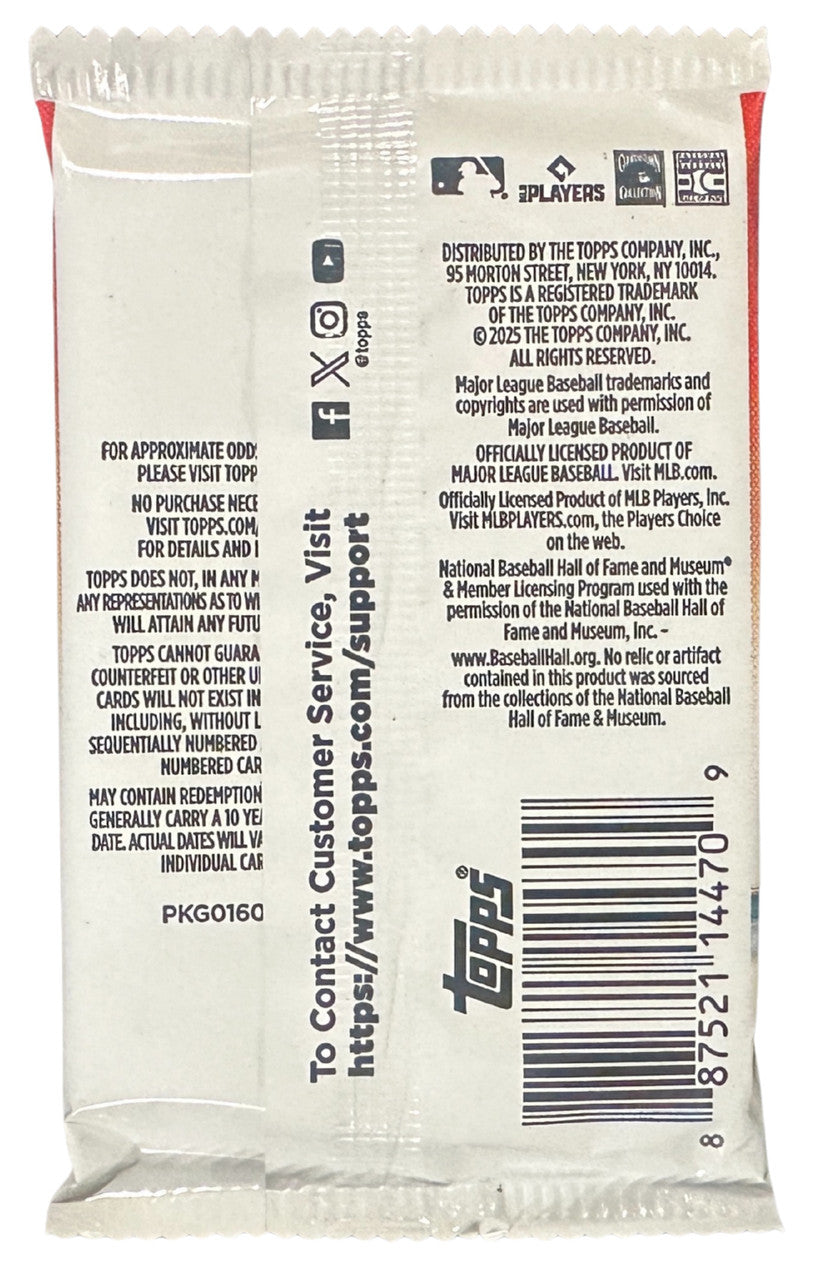 FOR APPROXIMATE ODD
PLEASE VISIT TOPP
NO PURCHASE NECE
VISIT TOPPS.COM/
FOR DETAILS AND
TOPPS DOES NOT, IN ANY
ANY REPRESENTATIONS AS TO WI
WILL ATTAIN ANY FUTU
TOPPS CANNOT GUARA
COUNTERFEIT OR OTHER U
CARDS WILL NOT EXIST IN
INCLUDING, WITHOUT L
SEQUENTIALLY NUMBERED
NUMBERED CAR
MAY CONTAIN REDEMPTION
GENERALLY CARRY A 10 YEA
DATE. ACTUAL DATES WILL VA
INDIVIDUAL CAR
PKG0160
@topps
To Contact Customer Service, Visit
https://www.topps.com/support
MLB PLAYERS
COOPERSTOWN
COLLECTION
DISTRIBUTED BY THE TOPPS COMPANY, INC.,
95 MORTON STREET, NEW YORK, NY 10014.
TOPPS IS A REGISTERED TRADEMARK
OF THE TOPPS COMPANY, INC.
© 2025 THE TOPPS COMPANY, INC.
ALL RIGHTS RESERVED.
Major League Baseball trademarks and
copyrights are used with permission of
Major League Baseball.
OFFICIALLY LICENSED PRODUCT OF
MAJOR LEAGUE BASEBALL. Visit MLB.com.
Officially Licensed Product of MLB Players, Inc.
Visit MLBPLAYERS.com, the Players Choice
on the web.
National Baseball Hall of Fame and Museum®
& Member Licensing Program used with the
permission of the National Baseball Hall of
Fame and Museum, Inc. –
www.BaseballHall.org. No relic or artifact
contained in this product was sourced
from the collections of the National Baseball
Hall of Fame & Museum.
topps®
8 87521 14470 9